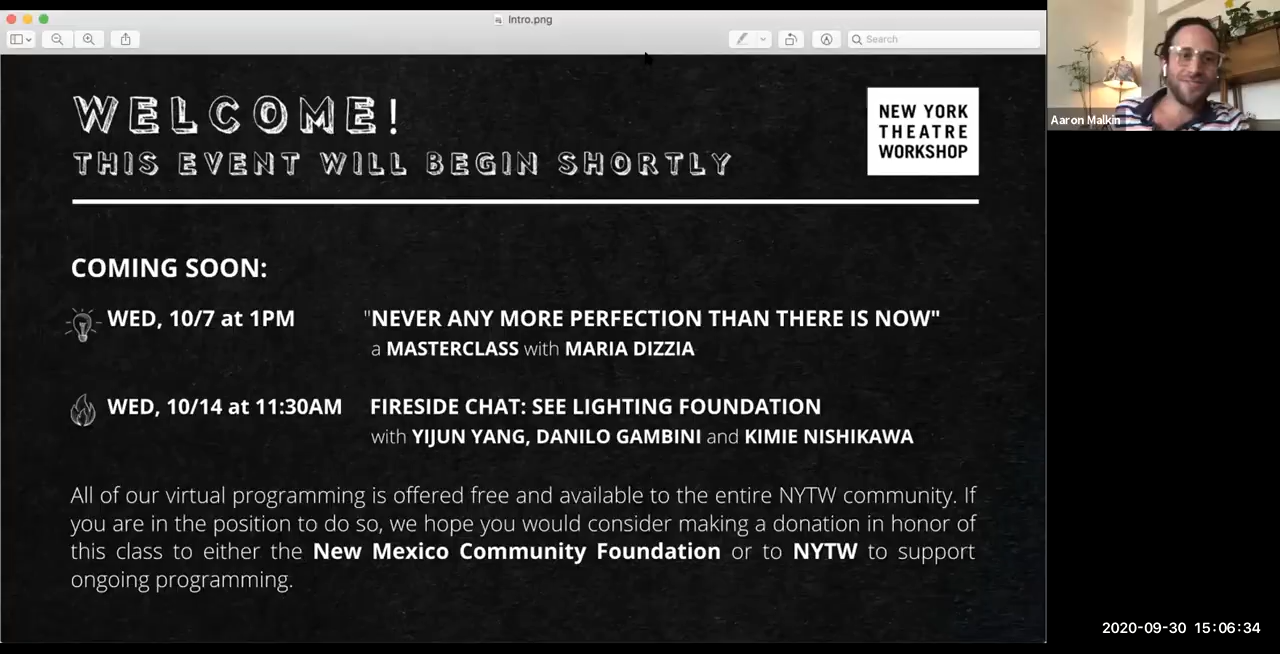 Intro.png
Search
WELCOME!
THIS EVENT WILL BEGIN SHORTLY
NEW YORK
THEATRE
WORKSHOP
Aaron Malkin
COMING SOON:
WED, 10/7 at 1PM "NEVER ANY MORE PERFECTION THAN THERE IS NOW"
a MASTERCLASS with MARIA DIZZIA
WED, 10/14 at 11:30AM FIRESIDE CHAT: SEE LIGHTING FOUNDATION
with YIJUN YANG, DANILO GAMBINI and KIMIE NISHIKAWA
All of our virtual programming is offered free and available to the entire NYTW community. If
you are in the position to do so, we hope you would consider making a donation in honor of
this class to either the New Mexico Community Foundation or to NYTW to support
ongoing programming.
2020-09-30 15:06:34